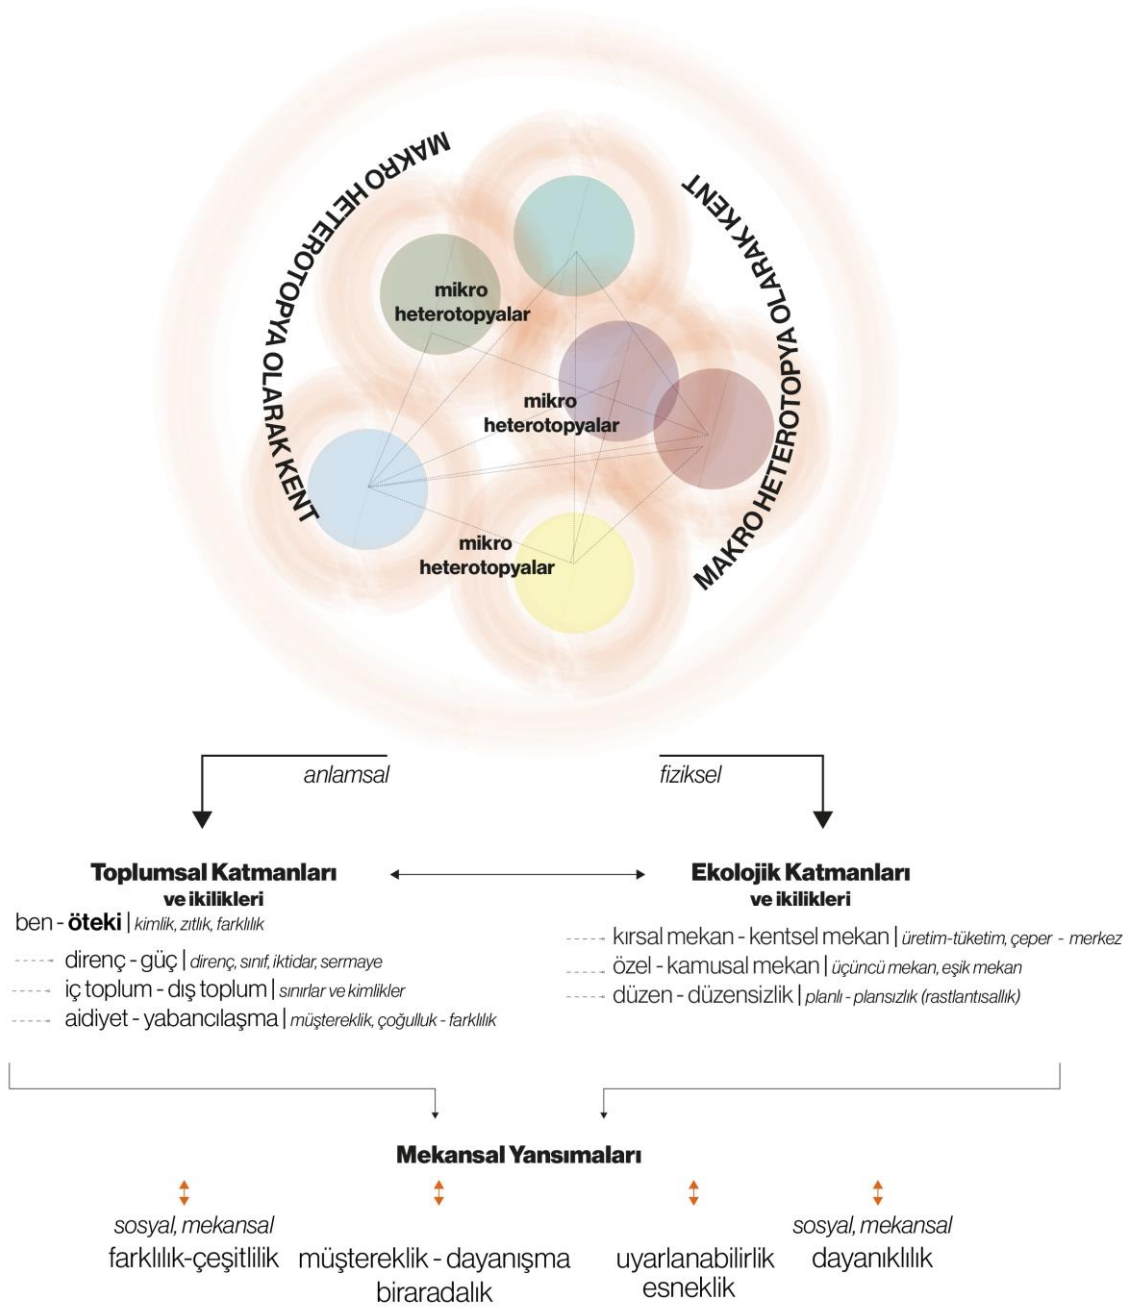 MAKRO HETEROTOPYA OLARAK KENT
MAKRO HETEROTOPYA OLARAK KENT
mikro
heterotopyalar
mikro
heterotopyalar
mikro
heterotopyalar
anlamsal
fiziksel
Toplumsal Katmanları
ve ikilikleri
ben - öteki | kimlik, zıtlık, farklılık
direnç - güç | direnç, sınıf, iktidar, sermaye
iç toplum - dış toplum | sınırlar ve kimlikler
aidiyet - yabancılaşma | müştereklik, çoğulluk - farklılık
Ekolojik Katmanları
ve ikilikleri
kırsal mekan - kentsel mekan | üretim-tüketim, çeper - merkez
özel - kamusal mekan | üçüncü mekan, eşik mekan
düzen - düzensizlik | planlı - plansızlık (rastlantısallık)
Mekansal Yansımaları
sosyal, mekansal
farklılık-çeşitlilik
müştereklik - dayanışma
biraradalık
uyarlanabilirlik
esneklik
sosyal, mekansal
dayanıklılık